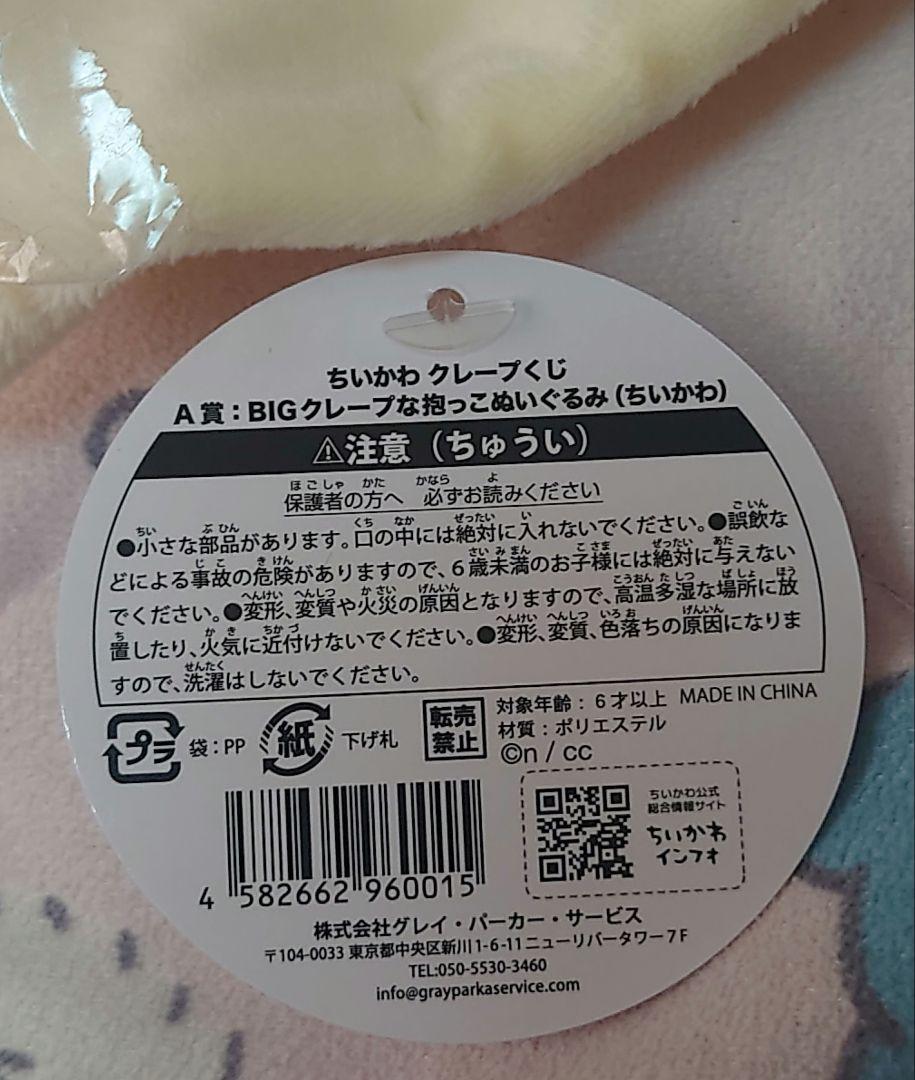 ちいかわ クレープくじ
A賞：BIGクレープな抱っこぬいぐるみ（ちいかわ）
⚠注意（ちゅうい）
保護者の方へ 必ずお読みください
●小さな部品があります。口の中には絶対に入れないでください。●誤飲な
どによる事故の危険がありますので、6歳未満のお子様には絶対に与えない
でください。●変形、変質や火災の原因となりますので、高温多湿な場所に放
置したり、火気に近付けないでください。●変形、変質、色落ちの原因になりま
すので、洗濯はしないでください。
プラ 袋：PP 紙 下げ札
転売
禁止
対象年齢：6才以上 MADE IN CHINA
材質：ポリエステル
©n / cc
ちいかわ公式
総合情報サイト
ちいかわ
インフォ
4 582662 960015
株式会社グレイ・パーカー・サービス
〒104-0033 東京都中央区新川1-6-11 ニューリバータワー7F
TEL:050-5530-3460
info@grayparkaservice.com